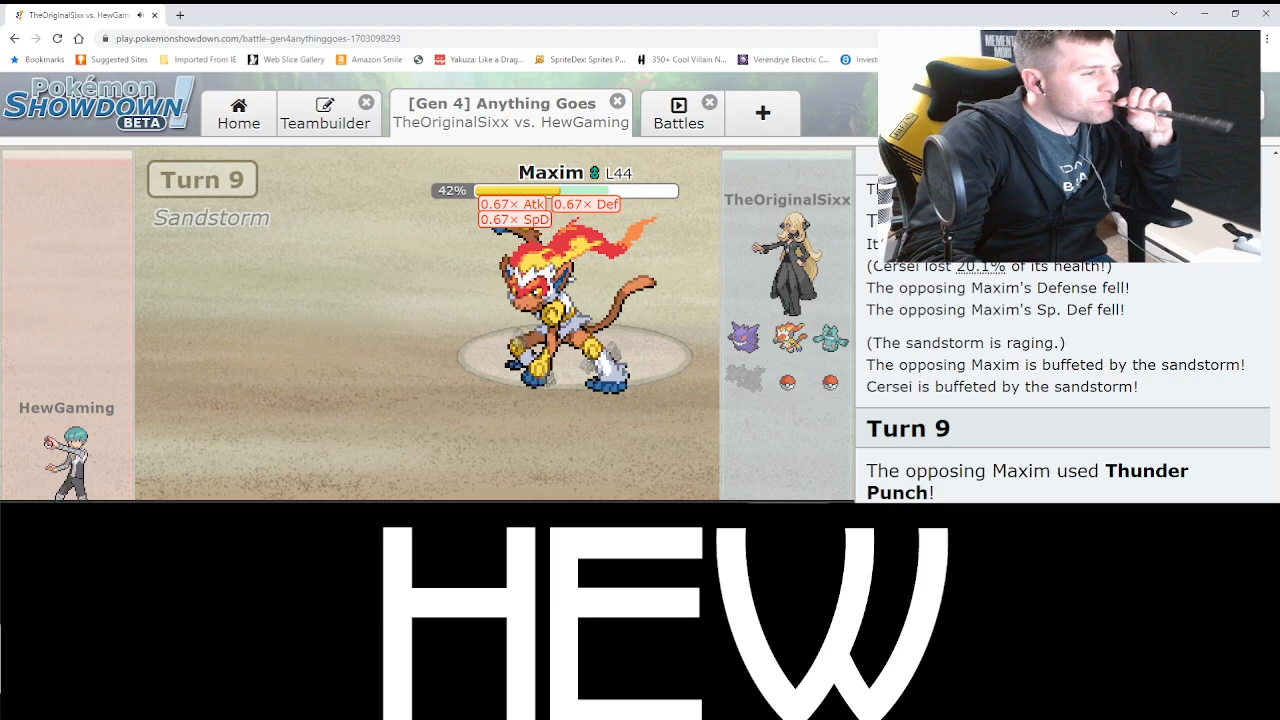 TheOriginalSixx vs. HewGam
play.pokemonshowdown.com/battle-gen4anythinggoes-1703098293
Bookmarks Suggested Sites Imported From IE Web Slice Gallery Amazon Smile Yakuza: Like a Drag... SpriteDex: Sprites P... 350+ Cool Villain N... Verendrye Electric C... Invest
MEMENT
MOR
Pokémon
SHOWDOWN!
BETA
Home
Teambuilder
[Gen 4] Anything Goes
TheOriginalSixx vs. HewGaming
Battles
Turn 9
Sandstorm
Maxim L44
42%
0.67× Atk 0.67× Def
0.67× SpD
HewGaming
TheOriginalSixx
T
T
It'
(Cersei lost 20.1% of its health!)
The opposing Maxim's Defense fell!
The opposing Maxim's Sp. Def fell!
(The sandstorm is raging.)
The opposing Maxim is buffeted by the sandstorm!
Cersei is buffeted by the sandstorm!
Turn 9
The opposing Maxim used Thunder
Punch!
HEW